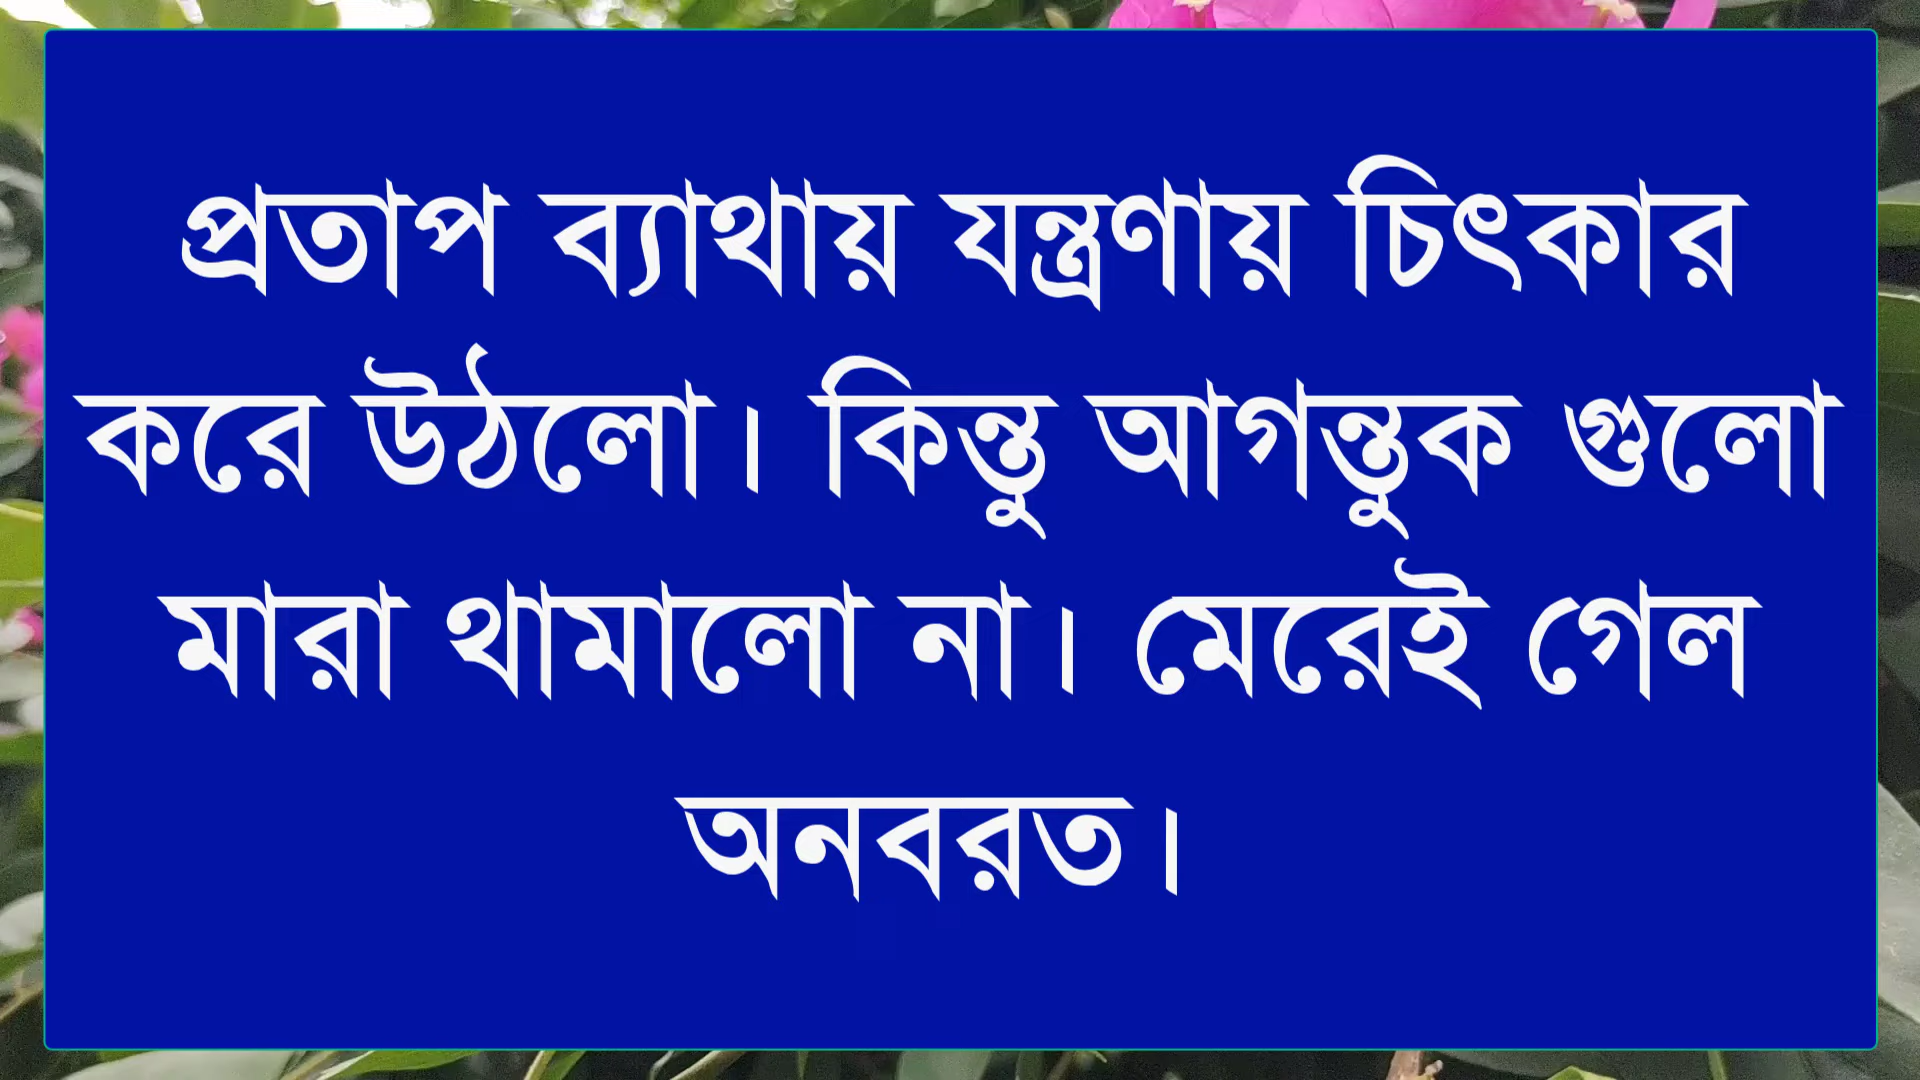 প্রতাপ ব্যাথায় যন্ত্রণায় চিৎকার
করে উঠলো। কিন্তু আগন্তুক গুলো
মারা থামালো না। মেরেই গেল
অনবরত।